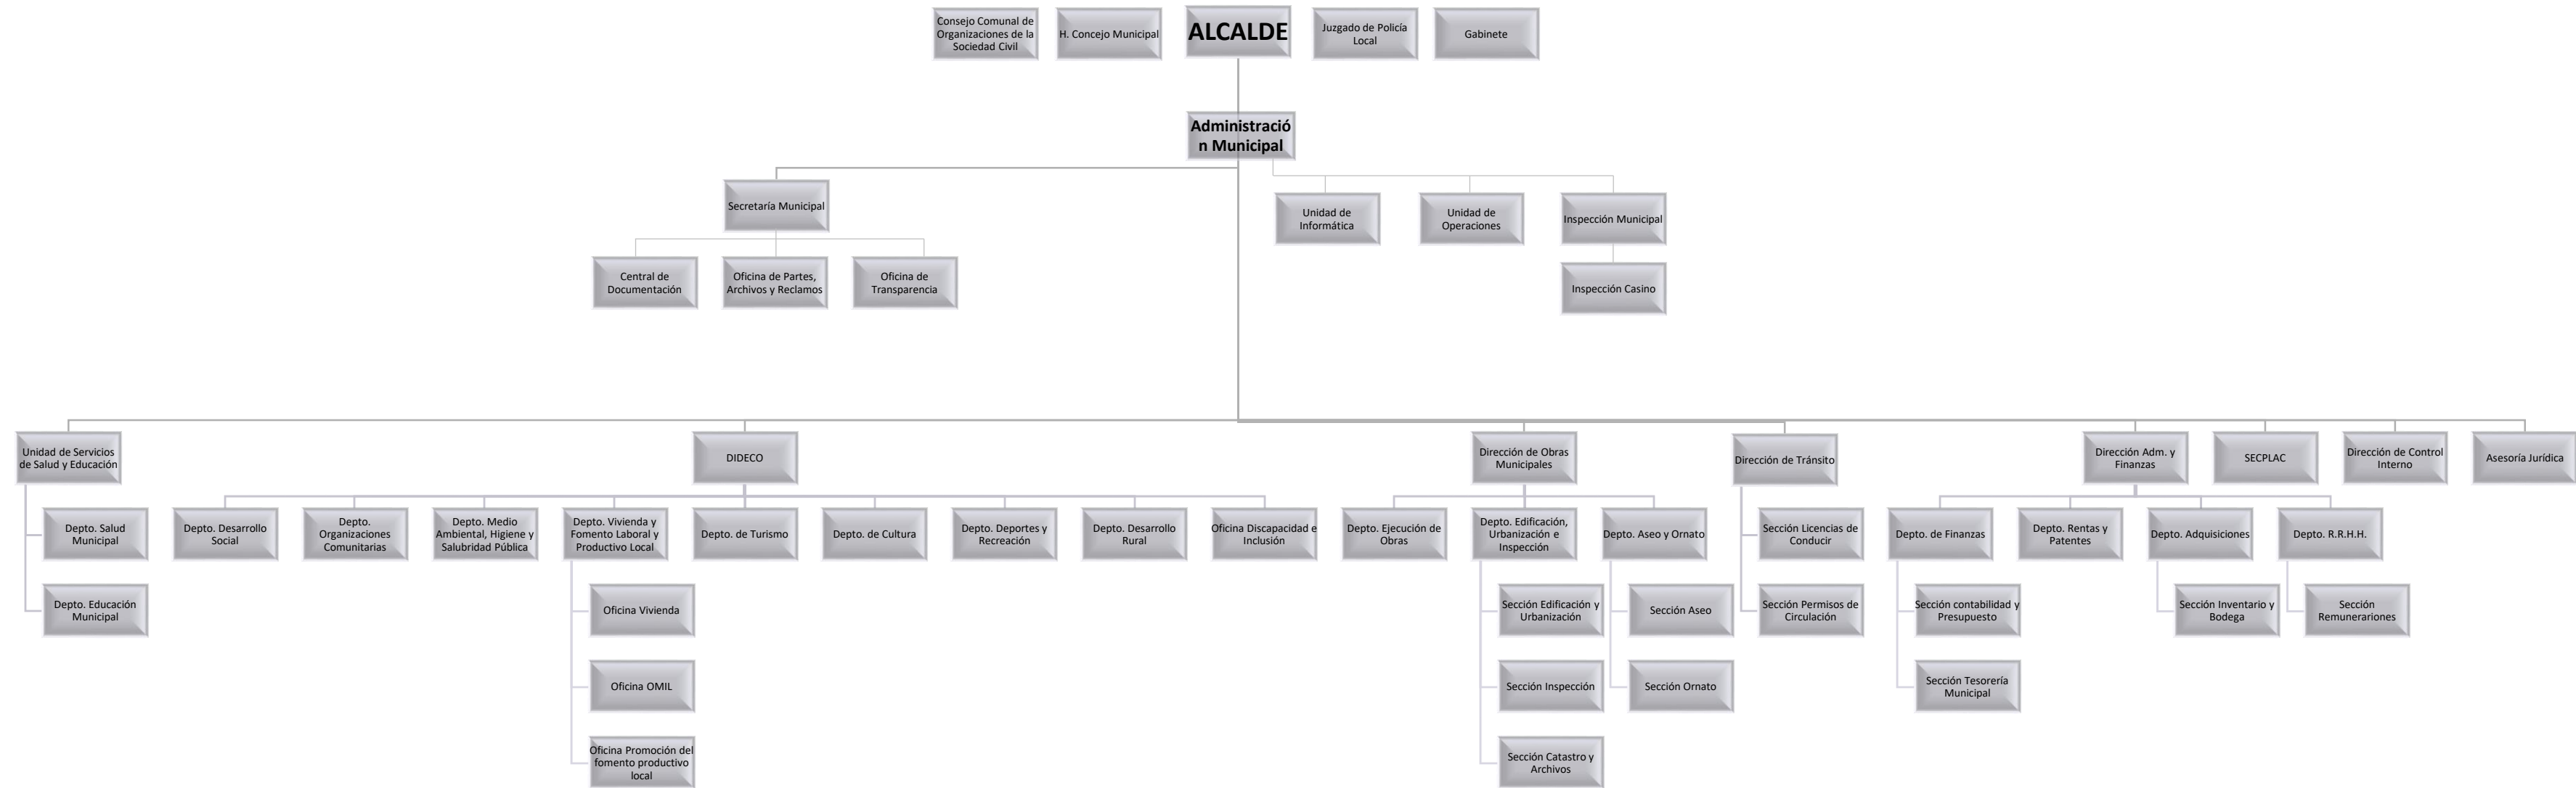 Consejo Comunal de
Organizaciones de la
Sociedad Civil
H. Concejo Municipal
ALCALDE
Juzgado de Policía
Local
Gabinete
Administració
n Municipal
Secretaría Municipal
Unidad de
Informática
Unidad de
Operaciones
Inspección Municipal
Central de
Documentación
Oficina de Partes,
Archivos y Reclamos
Oficina de
Transparencia
Inspección Casino
Unidad de Servicios
de Salud y Educación
DIDECO
Dirección de Obras
Municipales
Dirección de Tránsito
Dirección Adm. y
Finanzas
SECPLAC
Dirección de Control
Interno
Asesoría Jurídica
Depto. Salud
Municipal
Depto. Desarrollo
Social
Depto.
Organizaciones
Comunitarias
Depto. Medio
Ambiental, Higiene y
Salubridad Pública
Depto. Vivienda y
Fomento Laboral y
Productivo Local
Depto. de Turismo
Depto. de Cultura
Depto. Deportes y
Recreación
Depto. Desarrollo
Rural
Oficina Discapacidad e
Inclusión
Depto. Ejecución de
Obras
Depto. Edificación,
Urbanización e
Inspección
Depto. Aseo y Ornato
Sección Licencias de
Conducir
Depto. de Finanzas
Depto. Rentas y
Patentes
Depto. Adquisiciones
Depto. R.R.H.H.
Depto. Educación
Municipal
Oficina Vivienda
Sección Edificación y
Urbanización
Sección Aseo
Sección Permisos de
Circulación
Sección contabilidad y
Presupuesto
Sección Inventario y
Bodega
Sección
Remunerariones
Oficina OMIL
Sección Inspección
Sección Ornato
Sección Tesorería
Municipal
Oficina Promoción del
fomento productivo
local
Sección Catastro y
Archivos